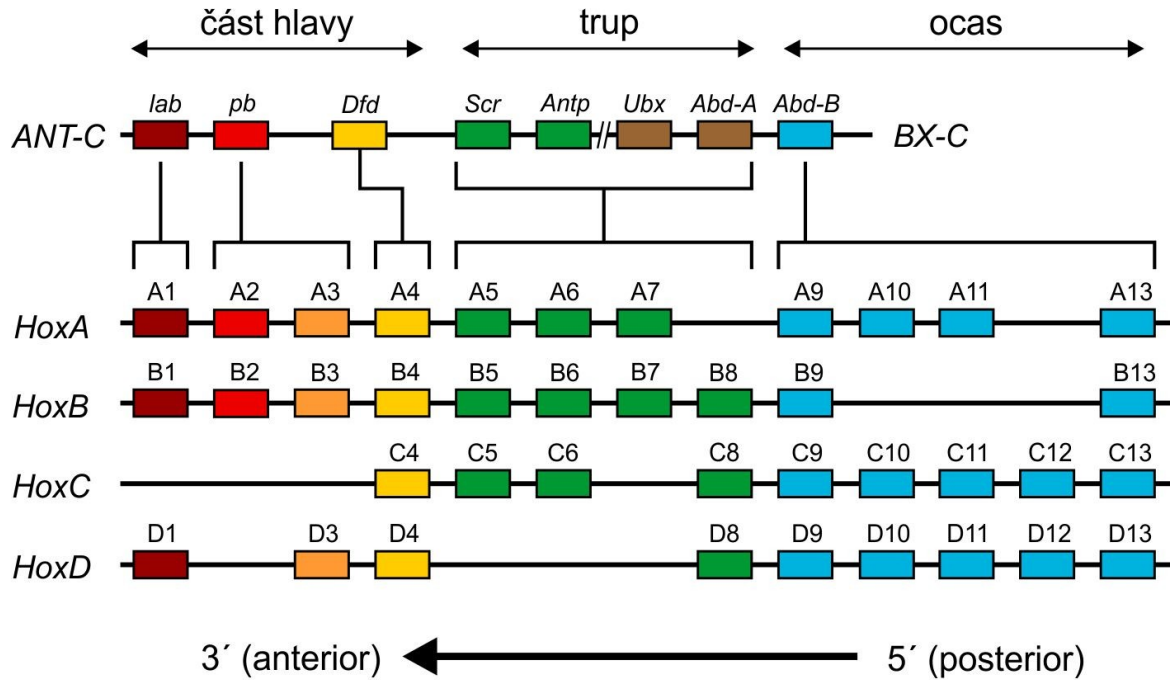 část hlavy trup ocas
lab pb Dfd Scr Antp Ubx Abd-A Abd-B
ANT-C // BX-C
A1 A2 A3 A4 A5 A6 A7 A9 A10 A11 A13
HoxA
B1 B2 B3 B4 B5 B6 B7 B8 B9 B13
HoxB
C4 C5 C6 C8 C9 C10 C11 C12 C13
HoxC
D1 D3 D4 D8 D9 D10 D11 D12 D13
HoxD
3´ (anterior) 5´ (posterior)